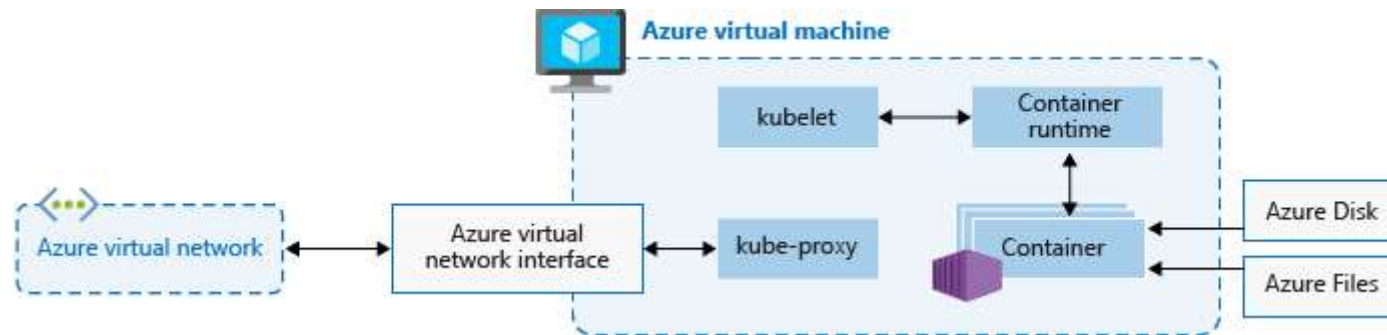 Azure virtual machine
kubelet
Container
runtime
Azure virtual network
Azure virtual
network interface
kube-proxy
Container
Azure Disk
Azure Files